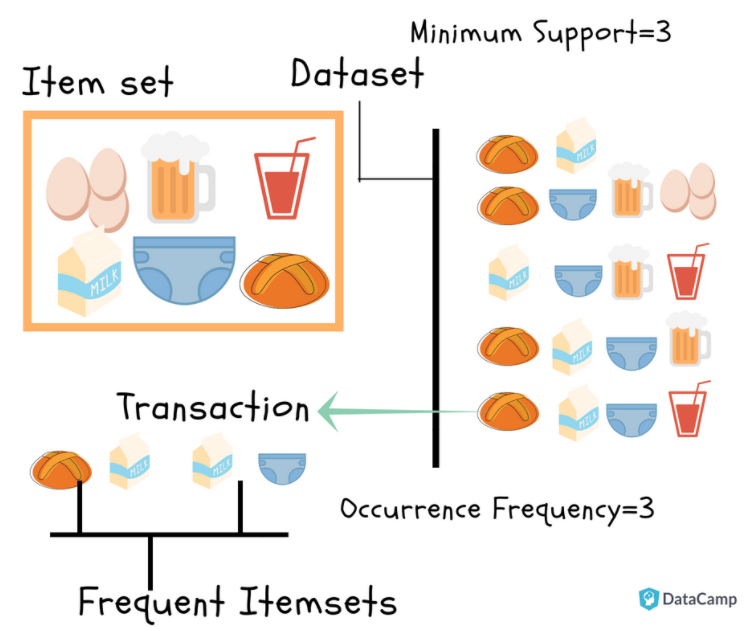 Minimum Support=3
Item set
Dataset
MILK
MILK
MILK
MILK
MILK
Transaction
MILK
MILK
Occurrence Frequency=3
Frequent Itemsets
DataCamp